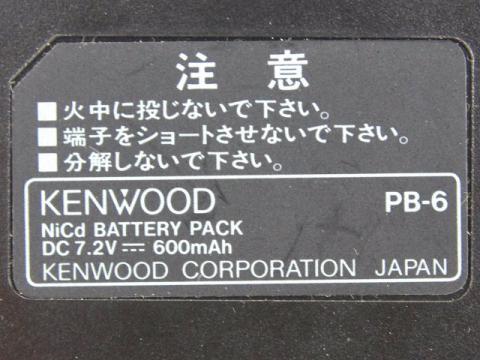 注意
■火中に投じないで下さい。
■端子をショートさせないで下さい。
■分解しないで下さい。
KENWOOD PB-6
NiCd BATTERY PACK
DC 7.2V ⎓ 600mAh
KENWOOD CORPORATION JAPAN